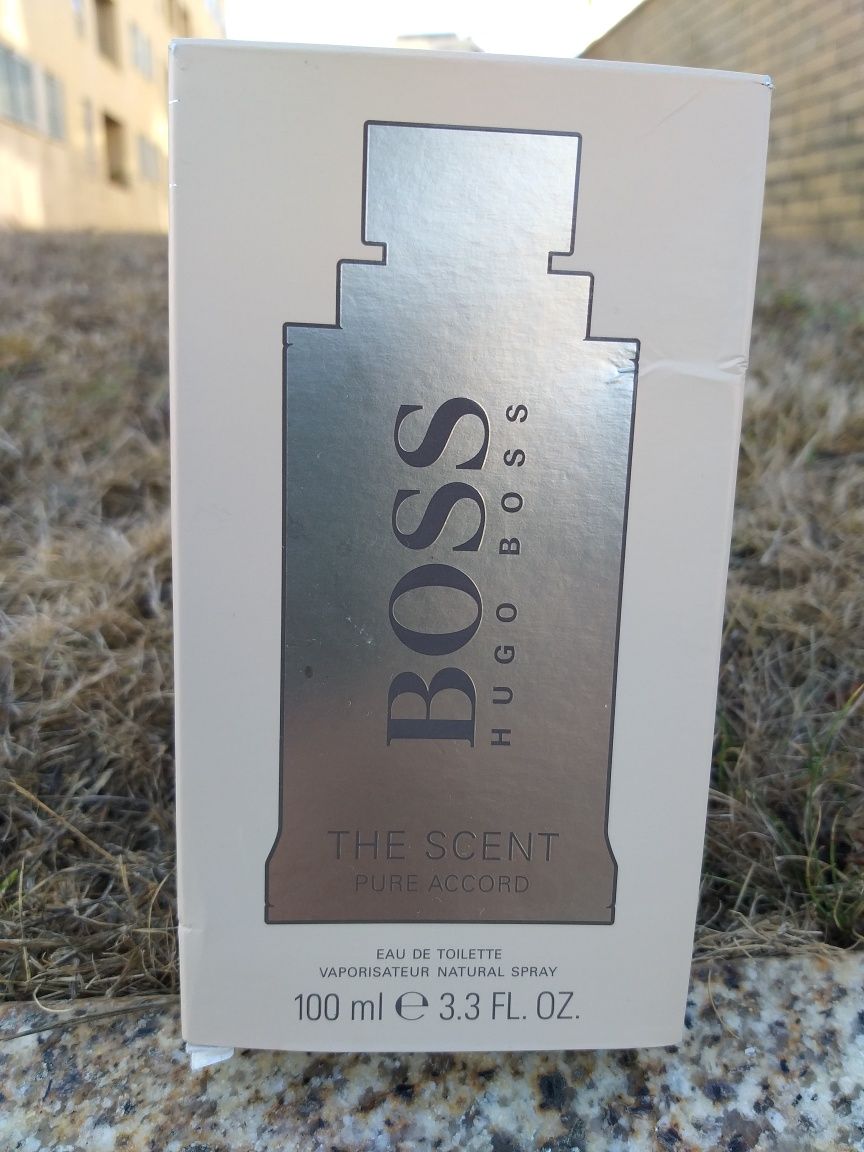 BOSS
HUGO BOSS
THE SCENT
PURE ACCORD
EAU DE TOILETTE
VAPORISATEUR NATURAL SPRAY
100 ml ℮ 3.3 FL. OZ.